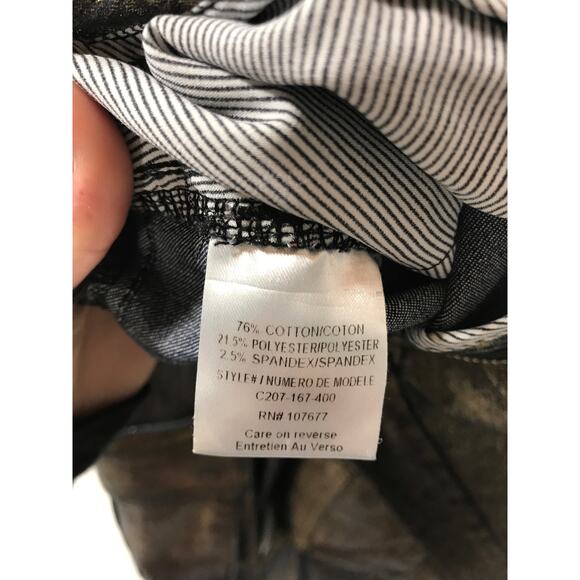 76% COTTON/COTON
21.5% POLYESTER/POLYESTER
2.5% SPANDEX/SPANDEX
STYLE# / NUMERO DE MODELE
C207-167-400
RN# 107677
Care on reverse
Entretien Au Verso